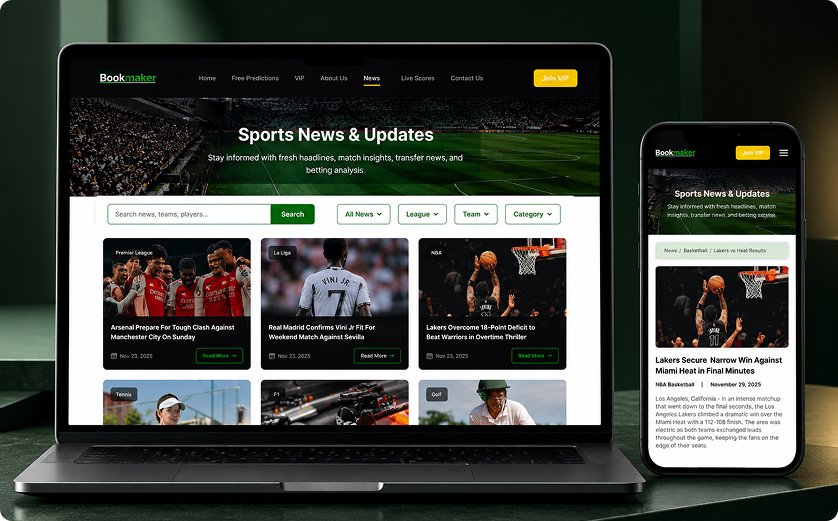 Bookmaker
Home
Free Predictions
VIP
About Us
News
Live Scores
Contact Us
Join VIP
Sports News & Updates
Stay informed with fresh headlines, match insights, transfer news, and
betting analysis.
Search news, teams, players...
Search
All News
League
Team
Category
Premier League
Arsenal Prepare For Tough Clash Against
Manchester City On Sunday
Nov 23, 2025
Read More →
La Liga
VINI JR.
7
Real Madrid Confirms Vini Jr Fit For
Weekend Match Against Sevilla
Nov 23, 2025
Read More →
NBA
Lakers Overcome 18-Point Deficit to
Beat Warriors in Overtime Thriller
Nov 23, 2025
Read More →
Tennis
F1
Golf
Bookmaker
Join VIP
Sports News & Updates
Stay informed with fresh headlines, match
insights, transfer news, and betting analysis.
News / Basketball / Lakers vs Heat Results
11
Lakers Secure Narrow Win Against
Miami Heat in Final Minutes
NBA Basketball | November 29, 2025
Los Angeles, California - In an intense matchup
that went down to the final seconds, the Los
Angeles Lakers climbed a dramatic win over the
Miami Heat with a 112-108 finish. The area was
electric as both teams exchanged leads
throughout the game, keeping the fans on the
edge of their seats.